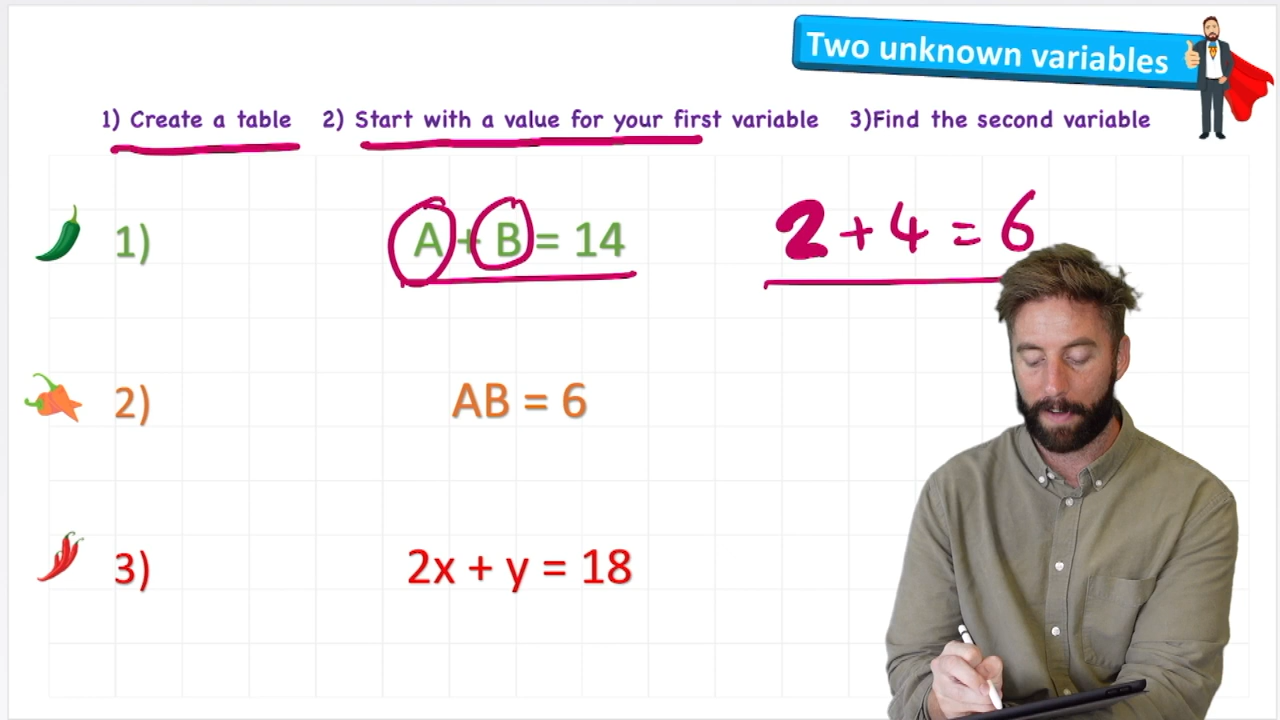 Two unknown variables
1) Create a table 2) Start with a value for your first variable 3)Find the second variable
1) A + B = 14 2 + 4 = 6
2) AB = 6
3) 2x + y = 18